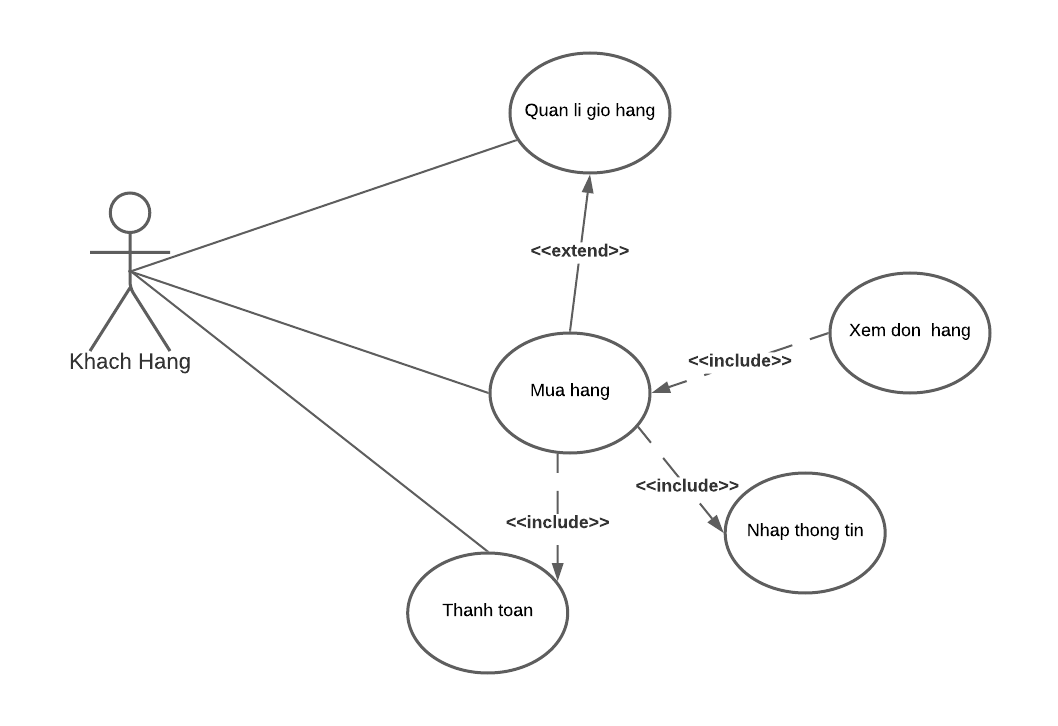 Quan li gio hang
<<extend>>
Khach Hang
Xem don  hang
<<include>>
Mua hang
<<include>>
<<include>>
Nhap thong tin
Thanh toan